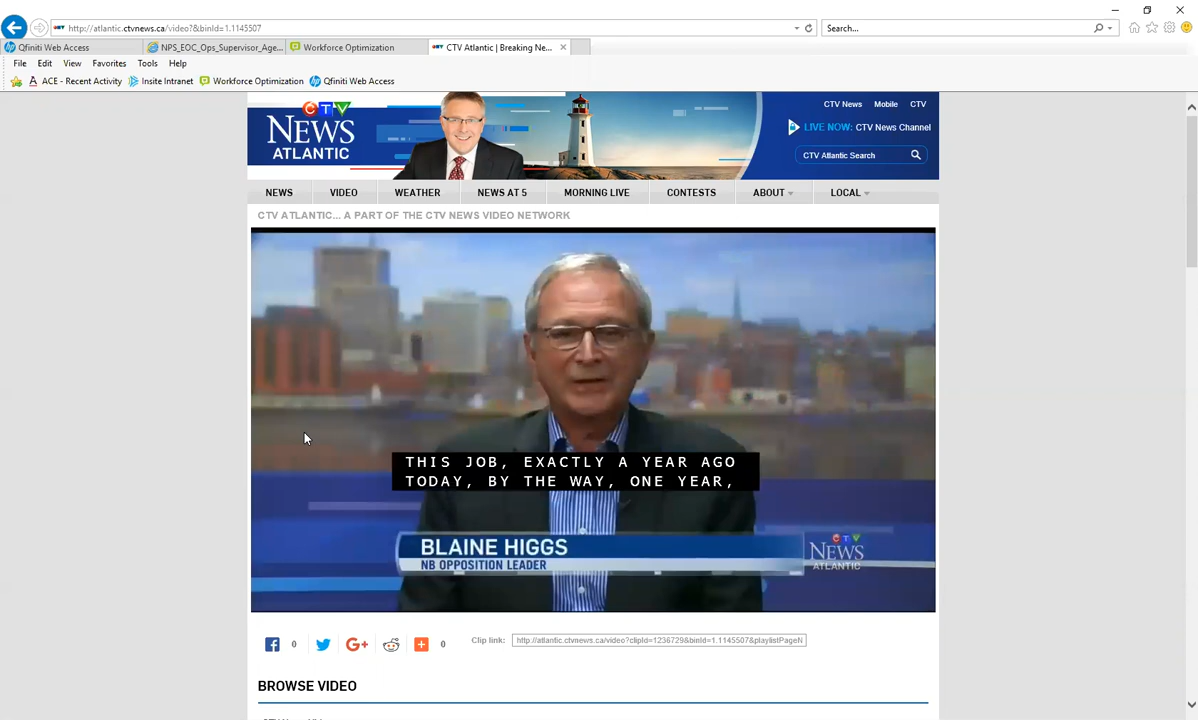 http://atlantic.ctvnews.ca/video?&binId=1.1145507
Search...
Qfiniti Web Access
NPS_EOC_Ops_Supervisor_Age...
Workforce Optimization
CTV Atlantic | Breaking Ne...
File Edit View Favorites Tools Help
ACE - Recent Activity
Insite Intranet
Workforce Optimization
Qfiniti Web Access
CTV
NEWS
ATLANTIC
CTV News Mobile CTV
LIVE NOW: CTV News Channel
CTV Atlantic Search
NEWS VIDEO WEATHER NEWS AT 5 MORNING LIVE CONTESTS ABOUT LOCAL
CTV ATLANTIC... A PART OF THE CTV NEWS VIDEO NETWORK
THIS JOB, EXACTLY A YEAR AGO
TODAY, BY THE WAY, ONE YEAR,
BLAINE HIGGS
NB OPPOSITION LEADER
CTV
NEWS
ATLANTIC
0
G+
0
Clip link:
http://atlantic.ctvnews.ca/video?clipId=1236729&binId=1.1145507&playlistPageN
BROWSE VIDEO